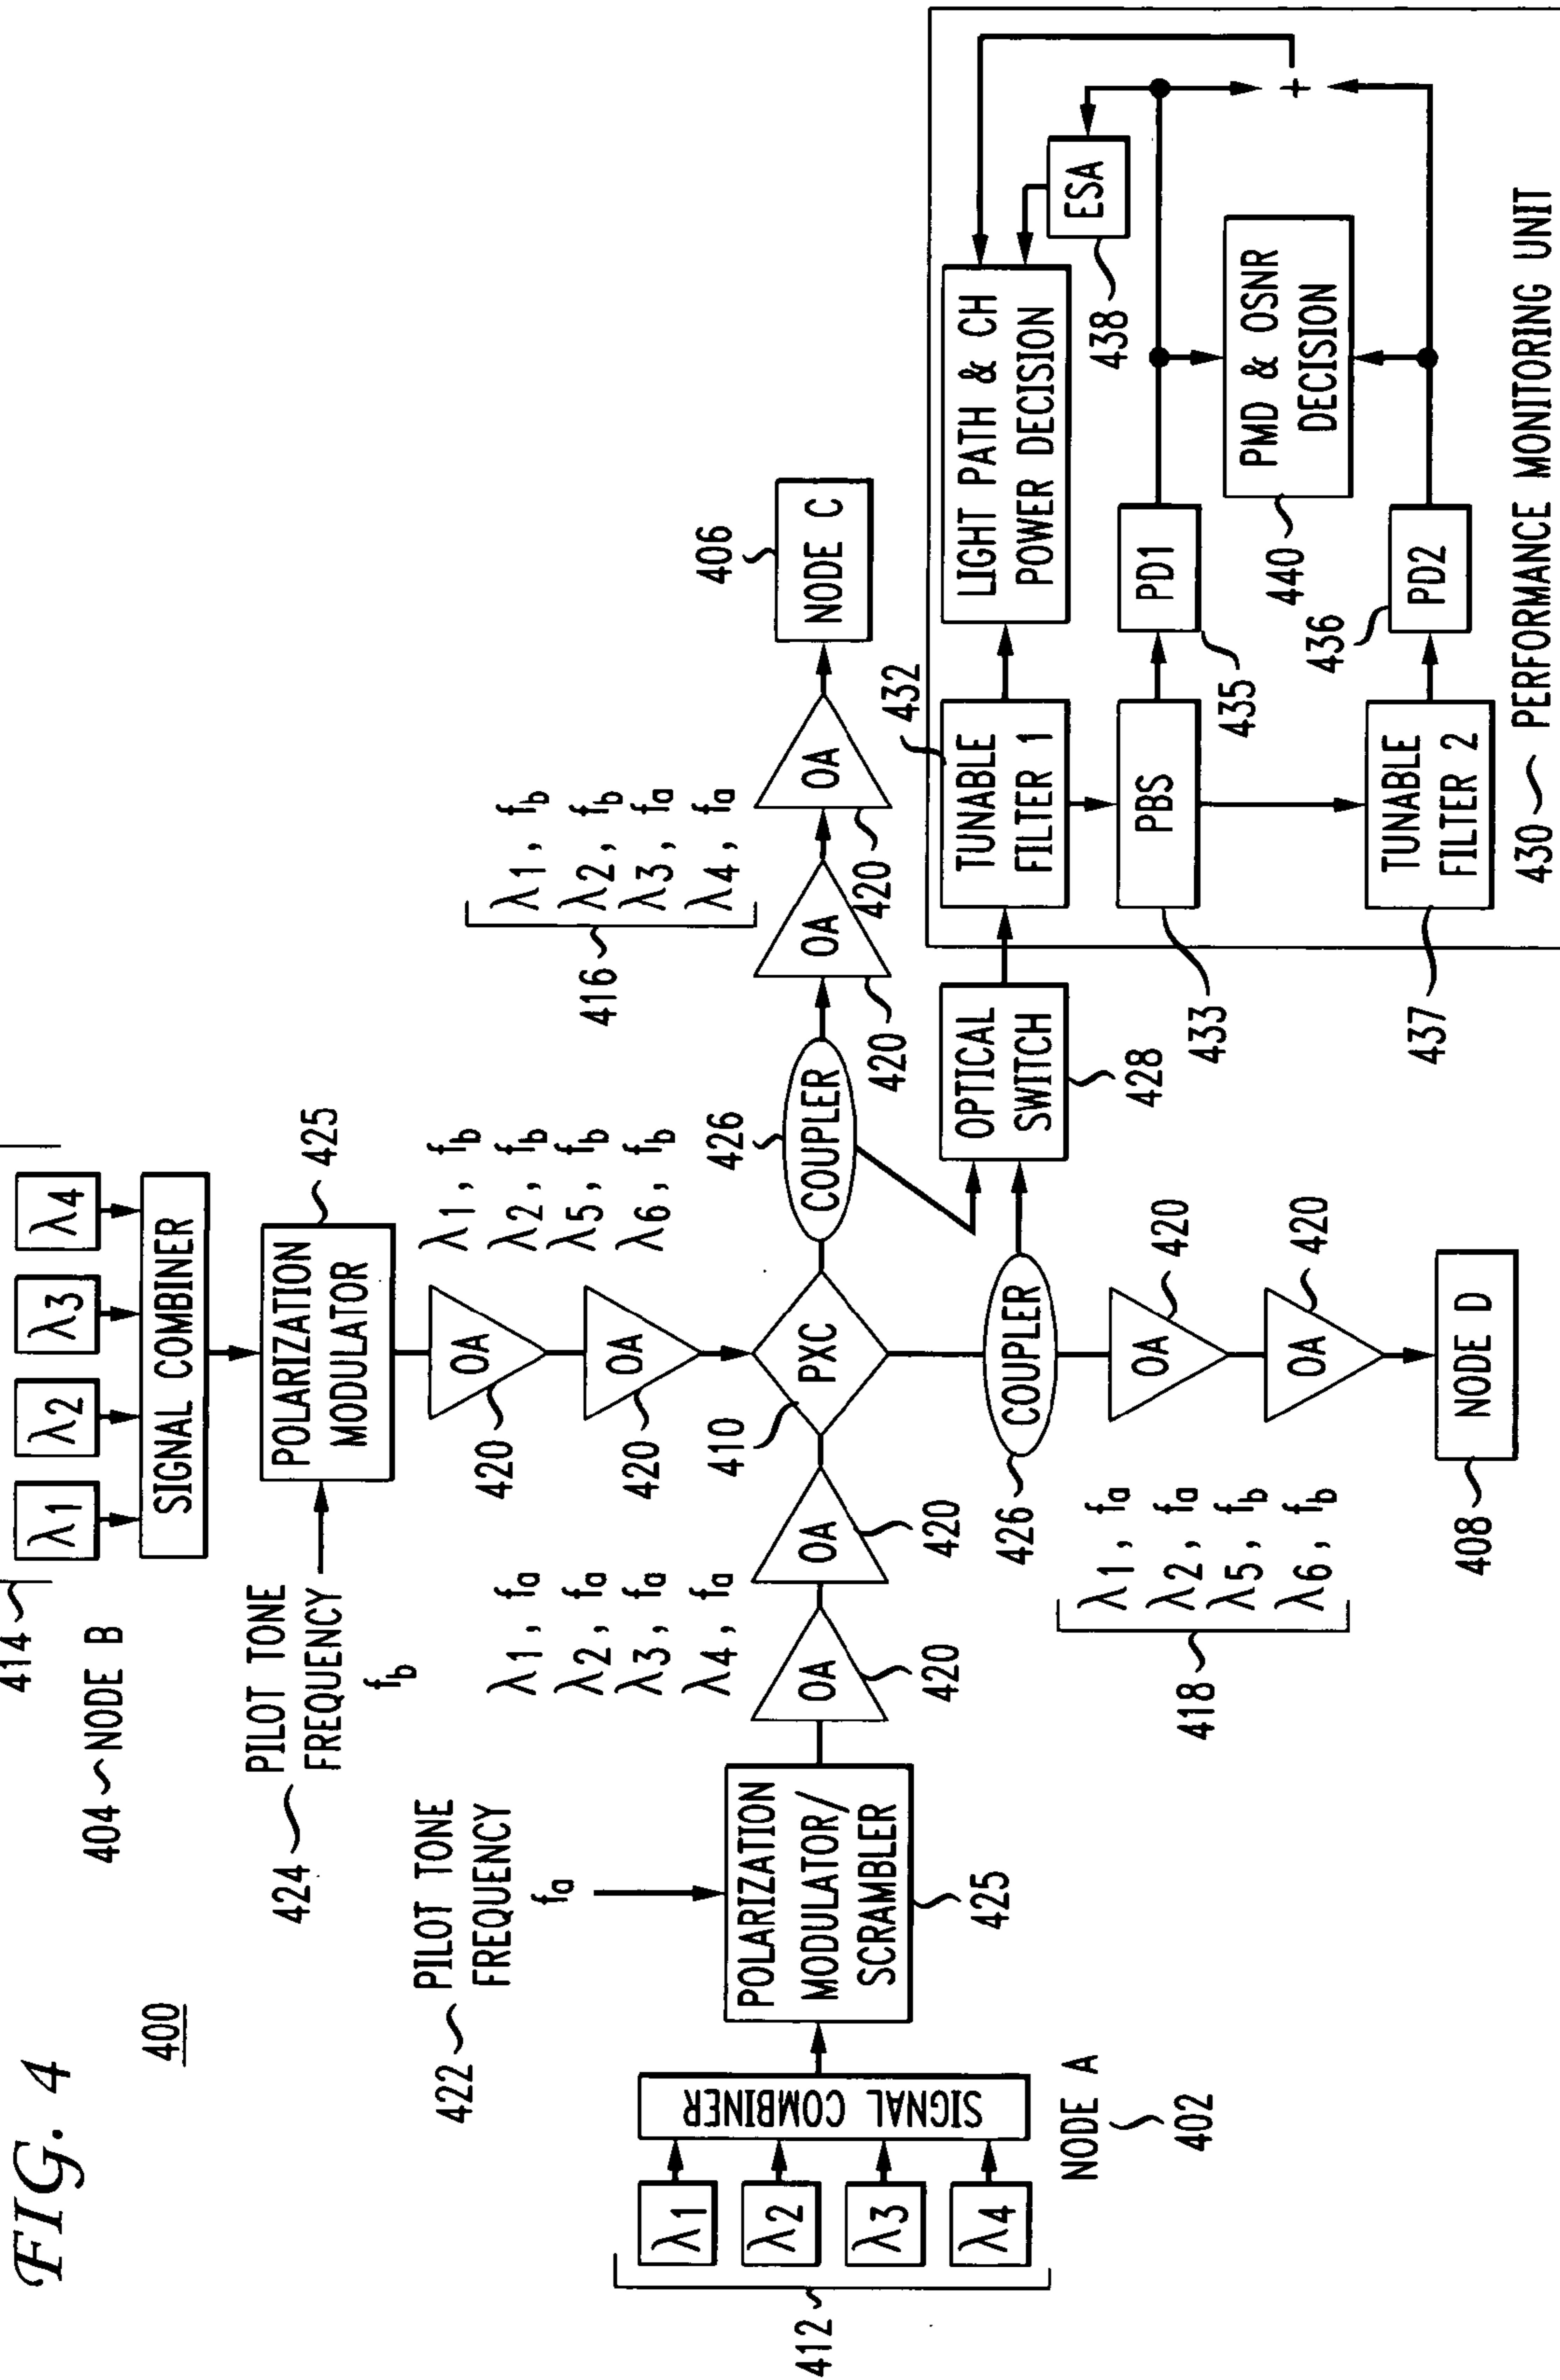 FIG. 4
400
414
λ1
λ2
λ3
λ4
404
NODE B
SIGNAL COMBINER
424
PILOT TONE
FREQUENCY
fb
POLARIZATION
MODULATOR
425
OA
420
OA
420
λ1, fb
λ2, fb
λ5, fb
λ6, fb
422
PILOT TONE
FREQUENCY
fa
412
λ1
λ2
λ3
λ4
SIGNAL COMBINER
NODE A
402
POLARIZATION
MODULATOR/
SCRAMBLER
425
λ1, fa
λ2, fa
λ3, fa
λ4, fa
OA
420
OA
420
410
PXC
COUPLER
426
416
λ1, fb
λ2, fb
λ3, fa
λ4, fa
OA
420
OA
420
NODE C
406
COUPLER
426
418
λ1, fa
λ2, fa
λ5, fb
λ6, fb
OA
420
OA
420
NODE D
408
OPTICAL
SWITCH
428
TUNABLE
FILTER 1
432
LIGHT PATH & CH
POWER DECISION
ESA
438
PBS
433
PD1
435
PMD & OSNR
DECISION
440
+
TUNABLE
FILTER 2
437
PD2
436
430
PERFORMANCE MONITORING UNIT